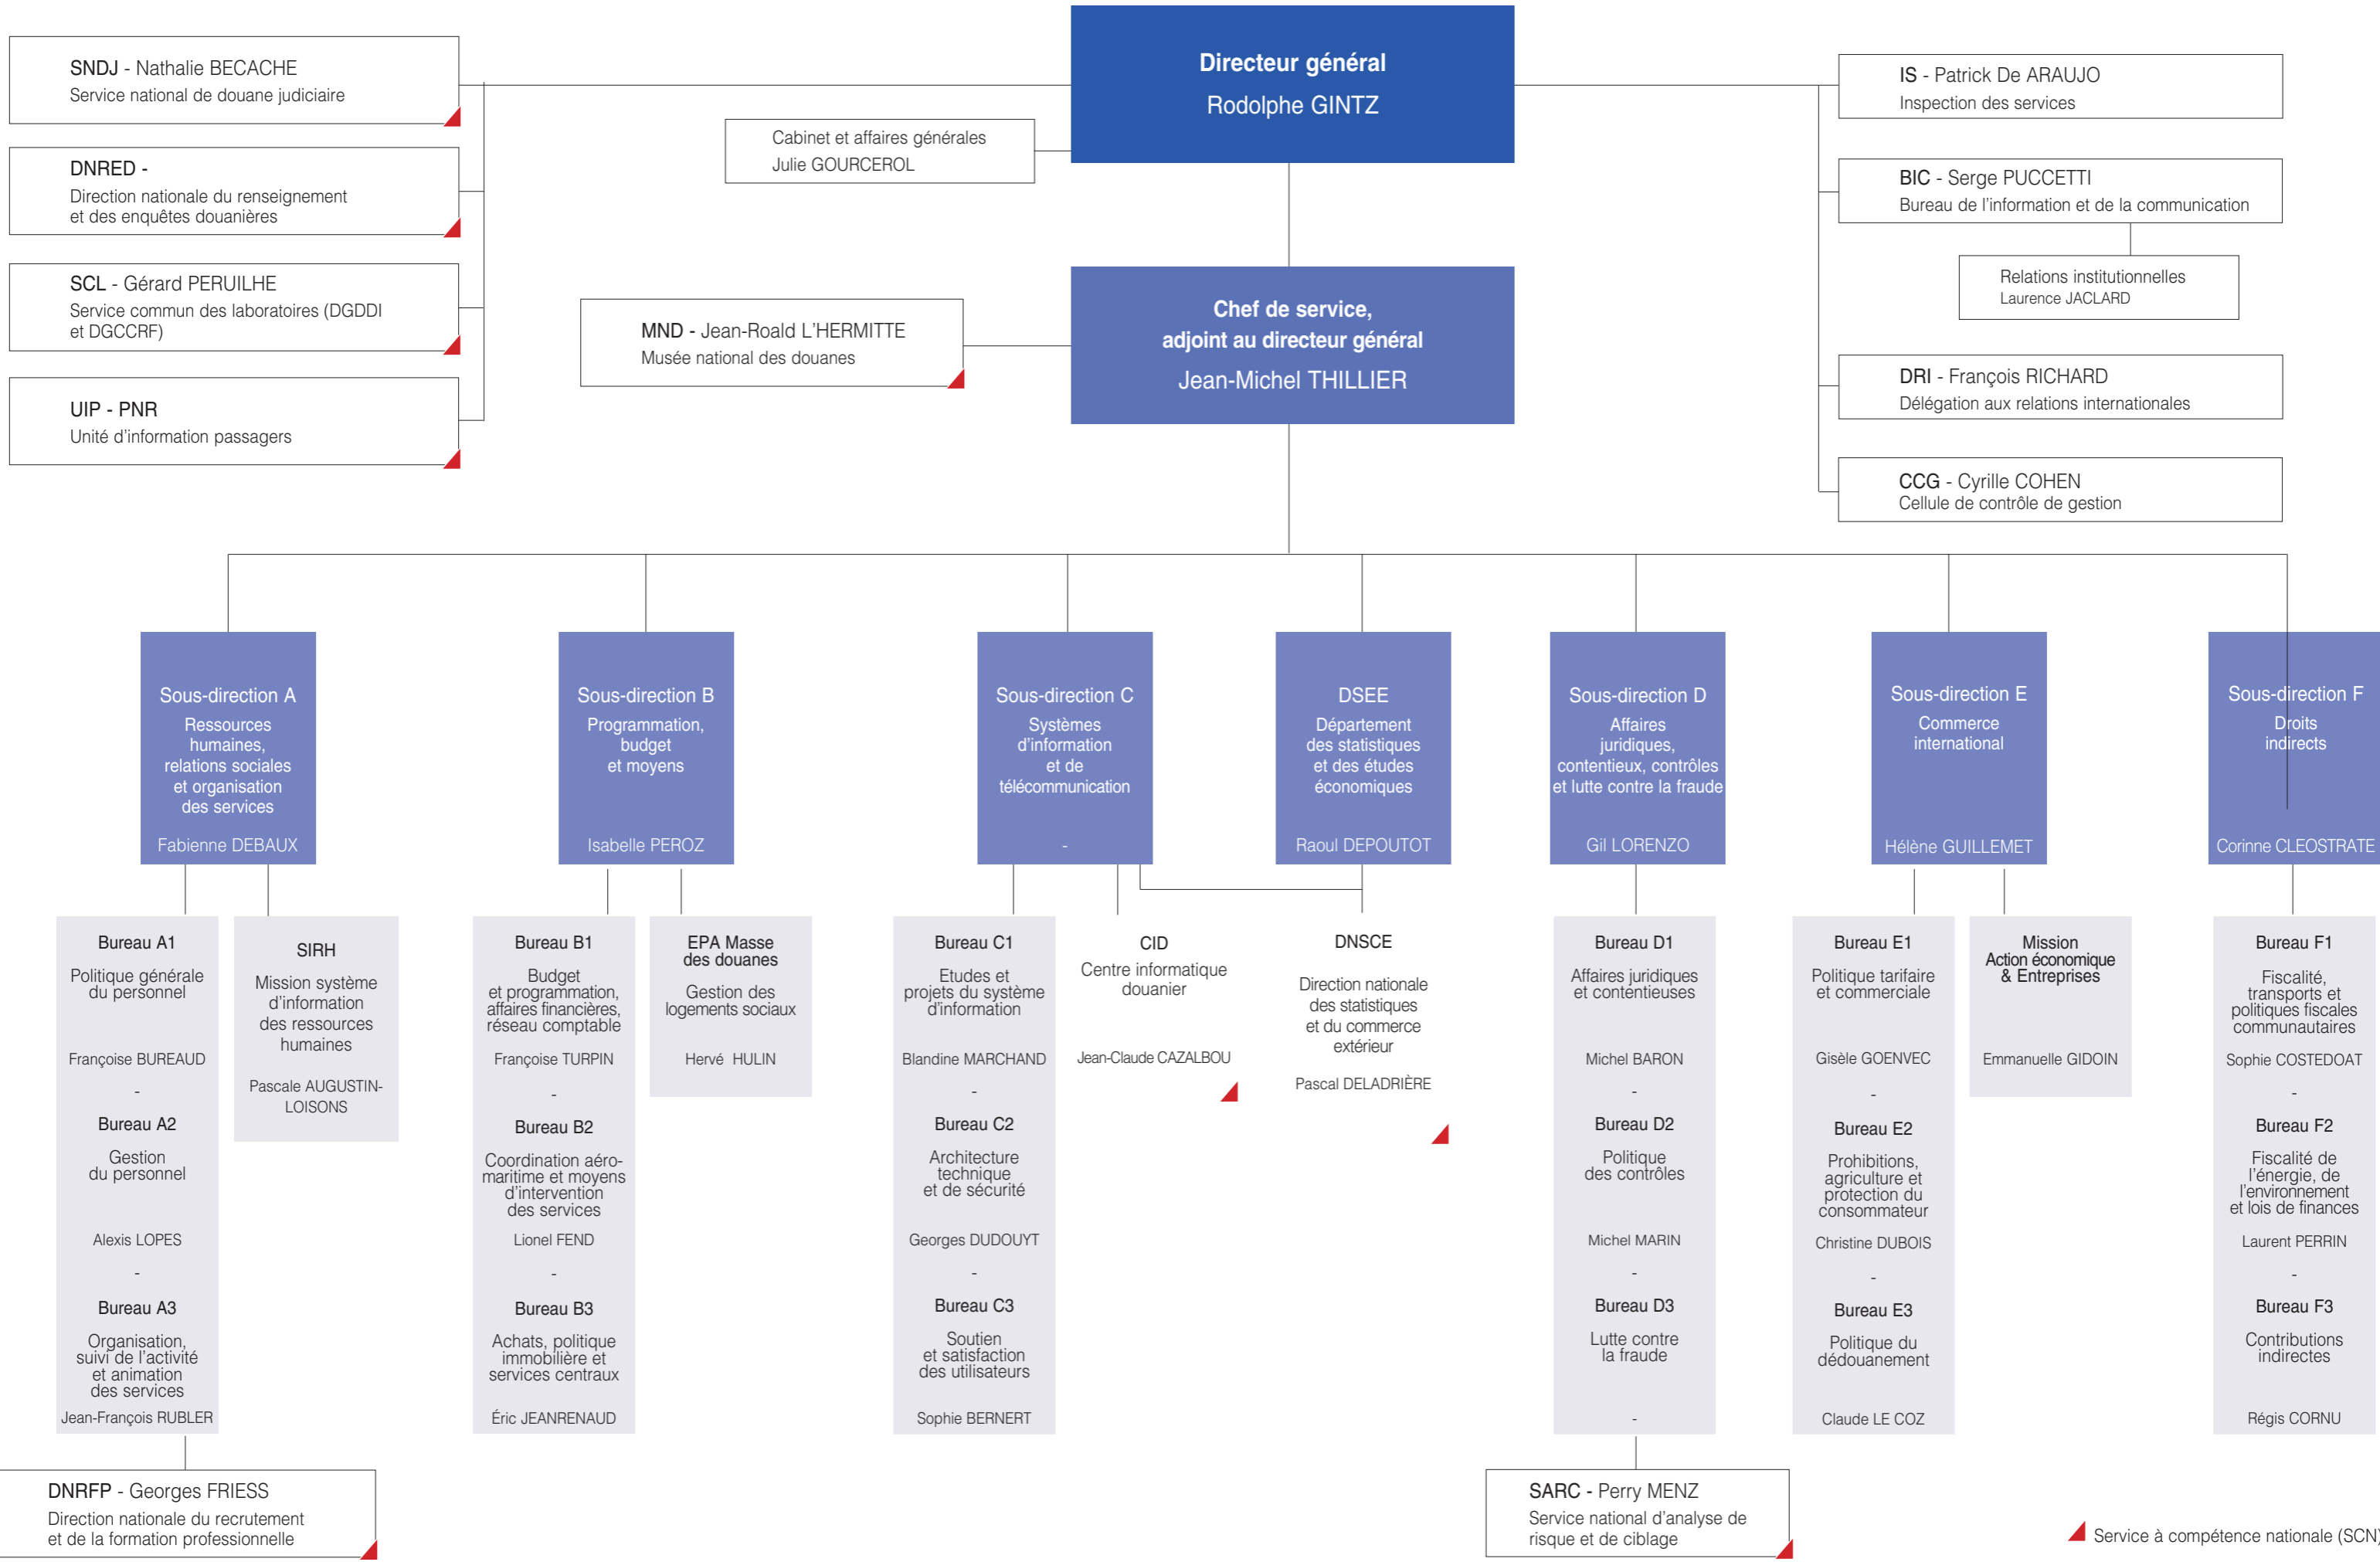 Directeur général
Rodolphe GINTZ
SNDJ - Nathalie BECACHE
Service national de douane judiciaire
DNRED -
Direction nationale du renseignement
et des enquêtes douanières
SCL - Gérard PERUILHE
Service commun des laboratoires (DGDDI
et DGCCRF)
UIP - PNR
Unité d'information passagers
Cabinet et affaires générales
Julie GOURCEROL
MND - Jean-Roald L'HERMITTE
Musée national des douanes
Chef de service,
adjoint au directeur général
Jean-Michel THILLIER
IS - Patrick De ARAUJO
Inspection des services
BIC - Serge PUCCETTI
Bureau de l'information et de la communication
Relations institutionnelles
Laurence JACLARD
DRI - François RICHARD
Délégation aux relations internationales
CCG - Cyrille COHEN
Cellule de contrôle de gestion
Sous-direction A
Ressources
humaines,
relations sociales
et organisation
des services
Fabienne DEBAUX
Sous-direction B
Programmation,
budget
et moyens
Isabelle PEROZ
Sous-direction C
Systèmes
d'information
et de
télécommunication
-
DSEE
Département
des statistiques
et des études
économiques
Raoul DEPOUTOT
Sous-direction D
Affaires
juridiques,
contentieux, contrôles
et lutte contre la fraude
Gil LORENZO
Sous-direction E
Commerce
international
Hélène GUILLEMET
Sous-direction F
Droits
indirects
Corinne CLEOSTRATE
Bureau A1
Politique générale
du personnel
Françoise BUREAUD
-
Bureau A2
Gestion
du personnel
Alexis LOPES
-
Bureau A3
Organisation,
suivi de l'activité
et animation
des services
Jean-François RUBLER
SIRH
Mission système
d'information
des ressources
humaines
Pascale AUGUSTIN-
LOISONS
Bureau B1
Budget
et programmation,
affaires financières,
réseau comptable
Françoise TURPIN
-
Bureau B2
Coordination aéro-
maritime et moyens
d'intervention
des services
Lionel FEND
-
Bureau B3
Achats, politique
immobilière et
services centraux
Éric JEANRENAUD
EPA Masse
des douanes
Gestion des
logements sociaux
Hervé HULIN
Bureau C1
Etudes et
projets du système
d'information
Blandine MARCHAND
-
Bureau C2
Architecture
technique
et de sécurité
Georges DUDOUYT
-
Bureau C3
Soutien
et satisfaction
des utilisateurs
Sophie BERNERT
CID
Centre informatique
douanier
Jean-Claude CAZALBOU
DNSCE
Direction nationale
des statistiques
et du commerce
extérieur
Pascal DELADRIÈRE
Bureau D1
Affaires juridiques
et contentieuses
Michel BARON
-
Bureau D2
Politique
des contrôles
Michel MARIN
-
Bureau D3
Lutte contre
la fraude
-
Bureau E1
Politique tarifaire
et commerciale
Gisèle GOENVEC
-
Bureau E2
Prohibitions,
agriculture et
protection du
consommateur
Christine DUBOIS
-
Bureau E3
Politique du
dédouanement
Claude LE COZ
Mission
Action économique
& Entreprises
Emmanuelle GIDOIN
Bureau F1
Fiscalité,
transports et
politiques fiscales
communautaires
Sophie COSTEDOAT
-
Bureau F2
Fiscalité de
l'énergie, de
l'environnement
et lois de finances
Laurent PERRIN
-
Bureau F3
Contributions
indirectes
Régis CORNU
DNRFP - Georges FRIESS
Direction nationale du recrutement
et de la formation professionnelle
SARC - Perry MENZ
Service national d'analyse de
risque et de ciblage
Service à compétence nationale (SCN)